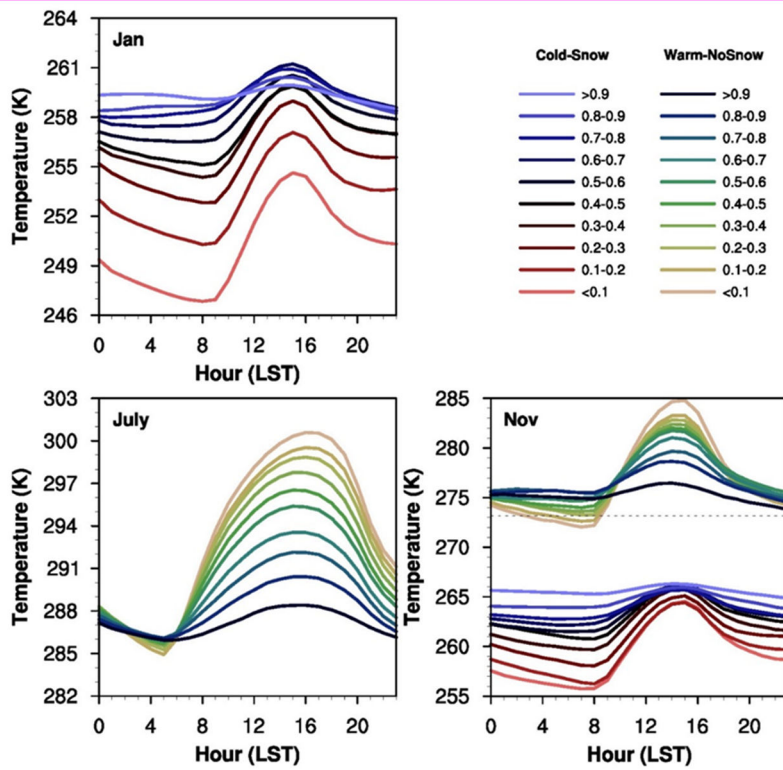 Jan
Temperature (K)
264
261
258
255
252
249
246
0 4 8 12 16 20
Hour (LST)
Cold-Snow Warm-NoSnow
>0.9 >0.9
0.8-0.9 0.8-0.9
0.7-0.8 0.7-0.8
0.6-0.7 0.6-0.7
0.5-0.6 0.5-0.6
0.4-0.5 0.4-0.5
0.3-0.4 0.3-0.4
0.2-0.3 0.2-0.3
0.1-0.2 0.1-0.2
<0.1 <0.1
July
Temperature (K)
303
300
297
294
291
288
285
282
0 4 8 12 16 20
Hour (LST)
Nov
Temperature (K)
285
280
275
270
265
260
255
0 4 8 12 16 20
Hour (LST)